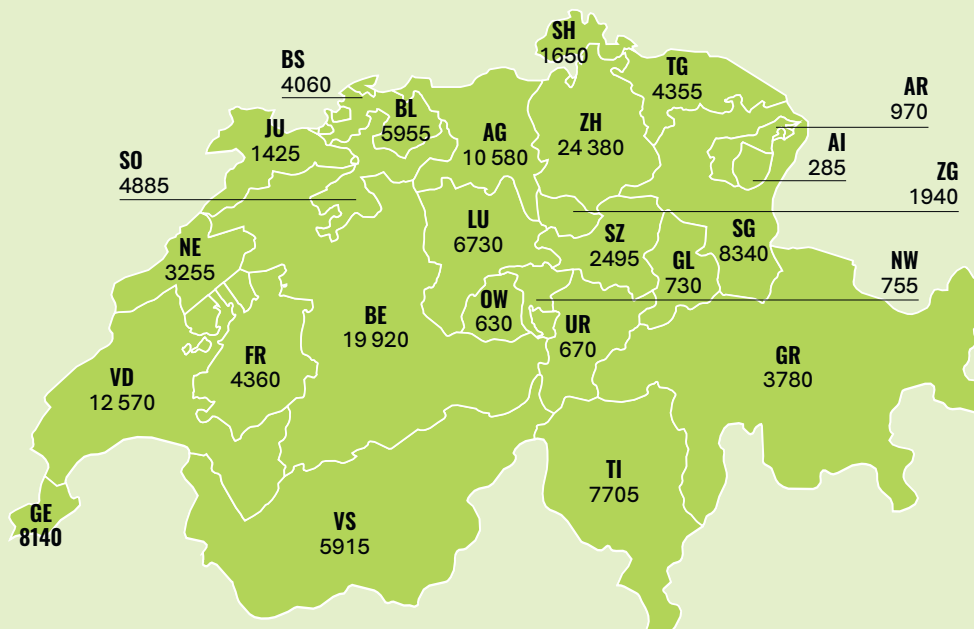 SH
1650
BS
4060
TG
4355
AR
970
BL
5955
JU
1425
AG
10 580
ZH
24 380
AI
285
SO
4885
ZG
1940
LU
6730
SZ
2495
SG
8340
NE
3255
GL
730
NW
755
OW
630
BE
19 920
UR
670
FR
4360
GR
3780
VD
12 570
TI
7705
GE
8140
VS
5915